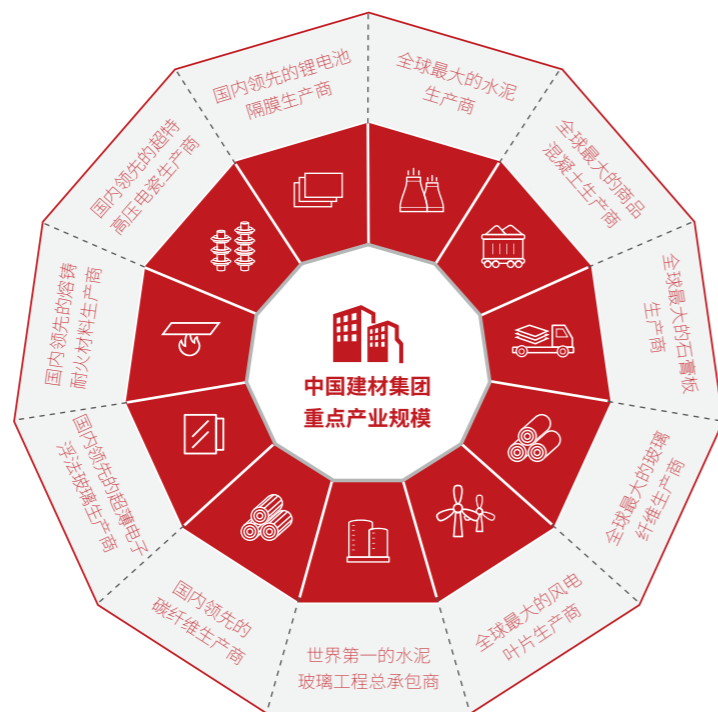 中国建材集团
重点产业规模
全球最大的水泥
生产商
全球最大的商品
混凝土生产商
全球最大的石膏板
生产商
全球最大的玻璃
纤维生产商
全球最大的风电
叶片生产商
世界第一的水泥
玻璃工程总承包商
国内领先的
碳纤维生产商
国内领先的超薄电子
浮法玻璃生产商
国内领先的熔铸
耐火材料生产商
国内领先的超特
高压电瓷生产商
国内领先的锂电池
隔膜生产商